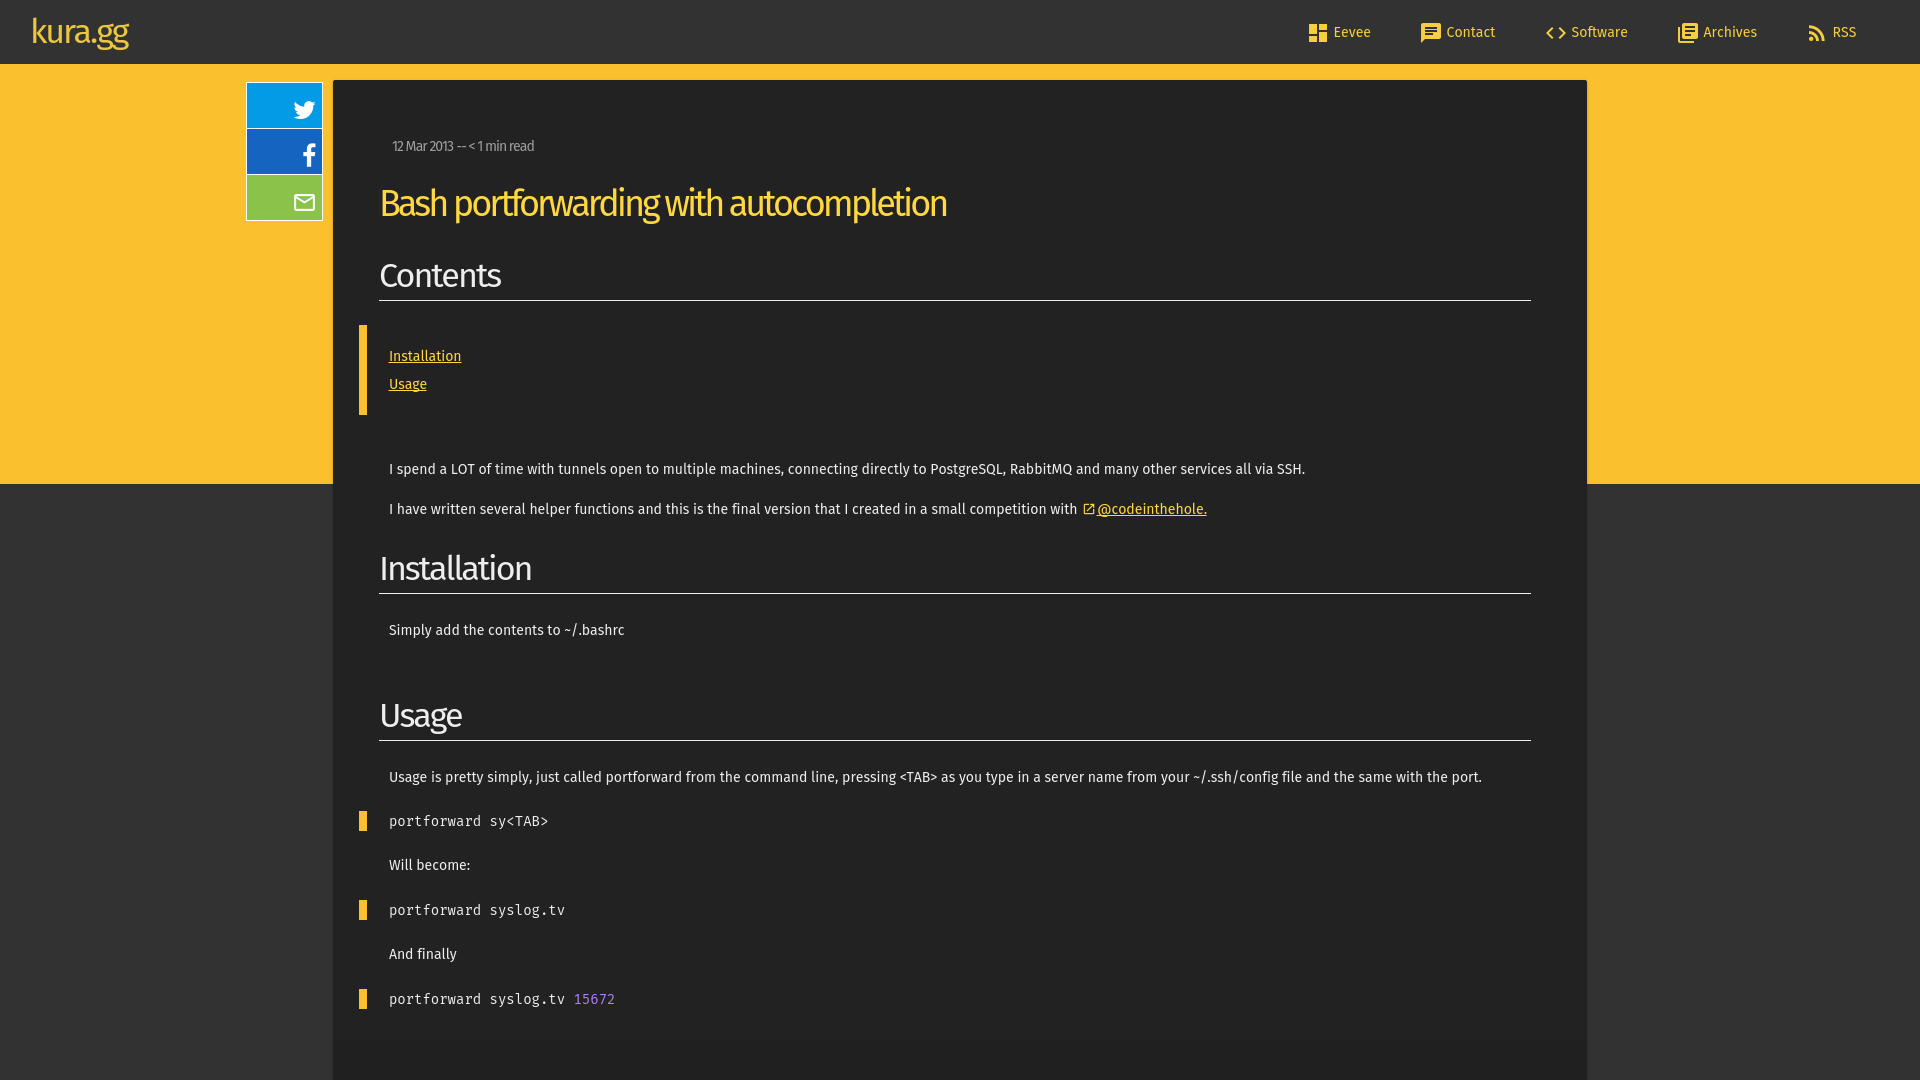 kura.gg
Eevee
Contact
Software
Archives
RSS
12 Mar 2013 -- < 1 min read
Bash portforwarding with autocompletion
Contents
Installation
Usage
I spend a LOT of time with tunnels open to multiple machines, connecting directly to PostgreSQL, RabbitMQ and many other services all via SSH.
I have written several helper functions and this is the final version that I created in a small competition with @codeinthehole.
Installation
Simply add the contents to ~/.bashrc
Usage
Usage is pretty simply, just called portforward from the command line, pressing <TAB> as you type in a server name from your ~/.ssh/config file and the same with the port.
portforward sy<TAB>
Will become:
portforward syslog.tv
And finally
portforward syslog.tv 15672